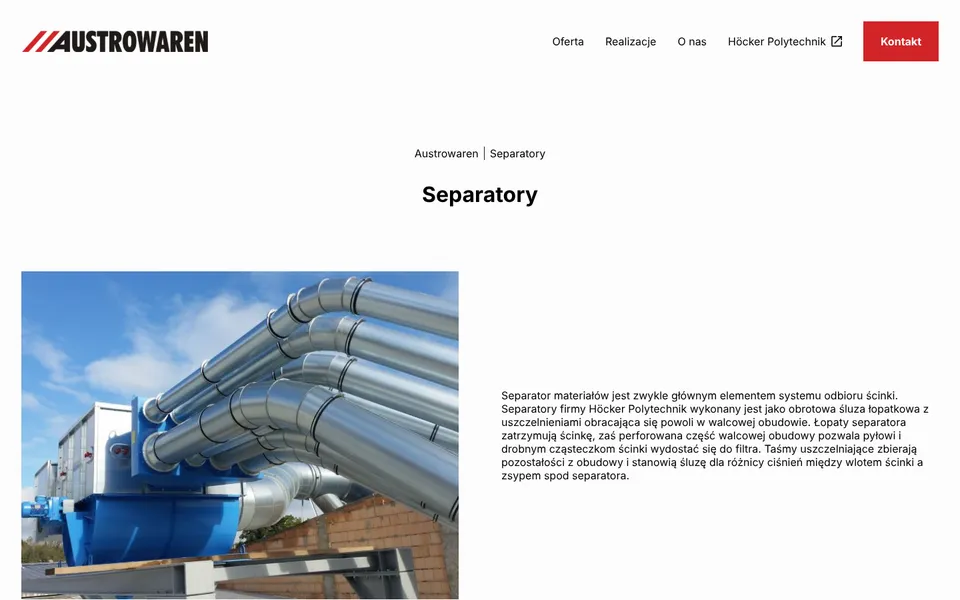 AUSTROWAREN
Oferta Realizacje O nas Höcker Polytechnik Kontakt
Austrowaren | Separatory
Separatory
Separator materiałów jest zwykle głównym elementem systemu odbioru ścinki.
Separatory firmy Höcker Polytechnik wykonany jest jako obrotowa śluza łopatkowa z
uszczelnieniami obracająca się powoli w walcowej obudowie. Łopaty separatora
zatrzymują ścinkę, zaś perforowana część walcowej obudowy pozwala pyłowi i
drobnym cząsteczkom ścinki wydostać się do filtra. Taśmy uszczelniające zbierają
pozostałości z obudowy i stanowią śluzę dla różnicy ciśnień między wlotem ścinki a
zsypem spod separatora.